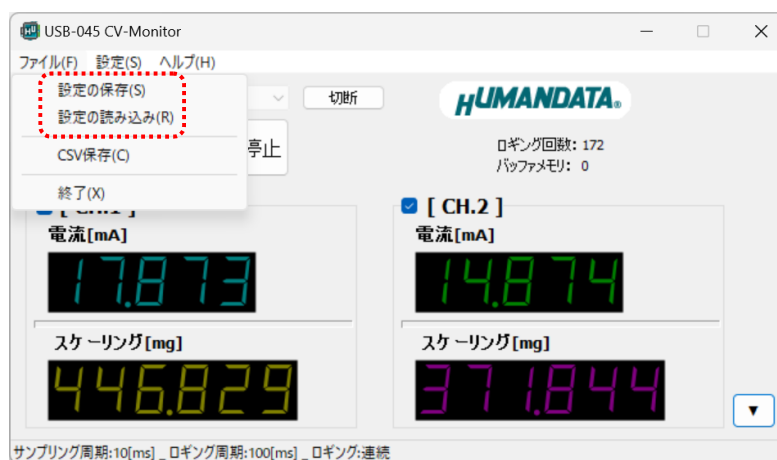 USB-045 CV-Monitor
ファイル(F) 設定(S) ヘルプ(H)
設定の保存(S)
設定の読み込み(R)
CSV保存(C)
終了(X)
切断
停止
HUMANDATA®
ロギング回数: 172
バッファメモリ: 0
[ CH.1 ]
電流[mA]
17.873
スケーリング[mg]
446.829
[ CH.2 ]
電流[mA]
14.874
スケーリング[mg]
371.844
▼
サンプリング周期:10[ms] _ ロギング周期:100[ms] _ ロギング:連続